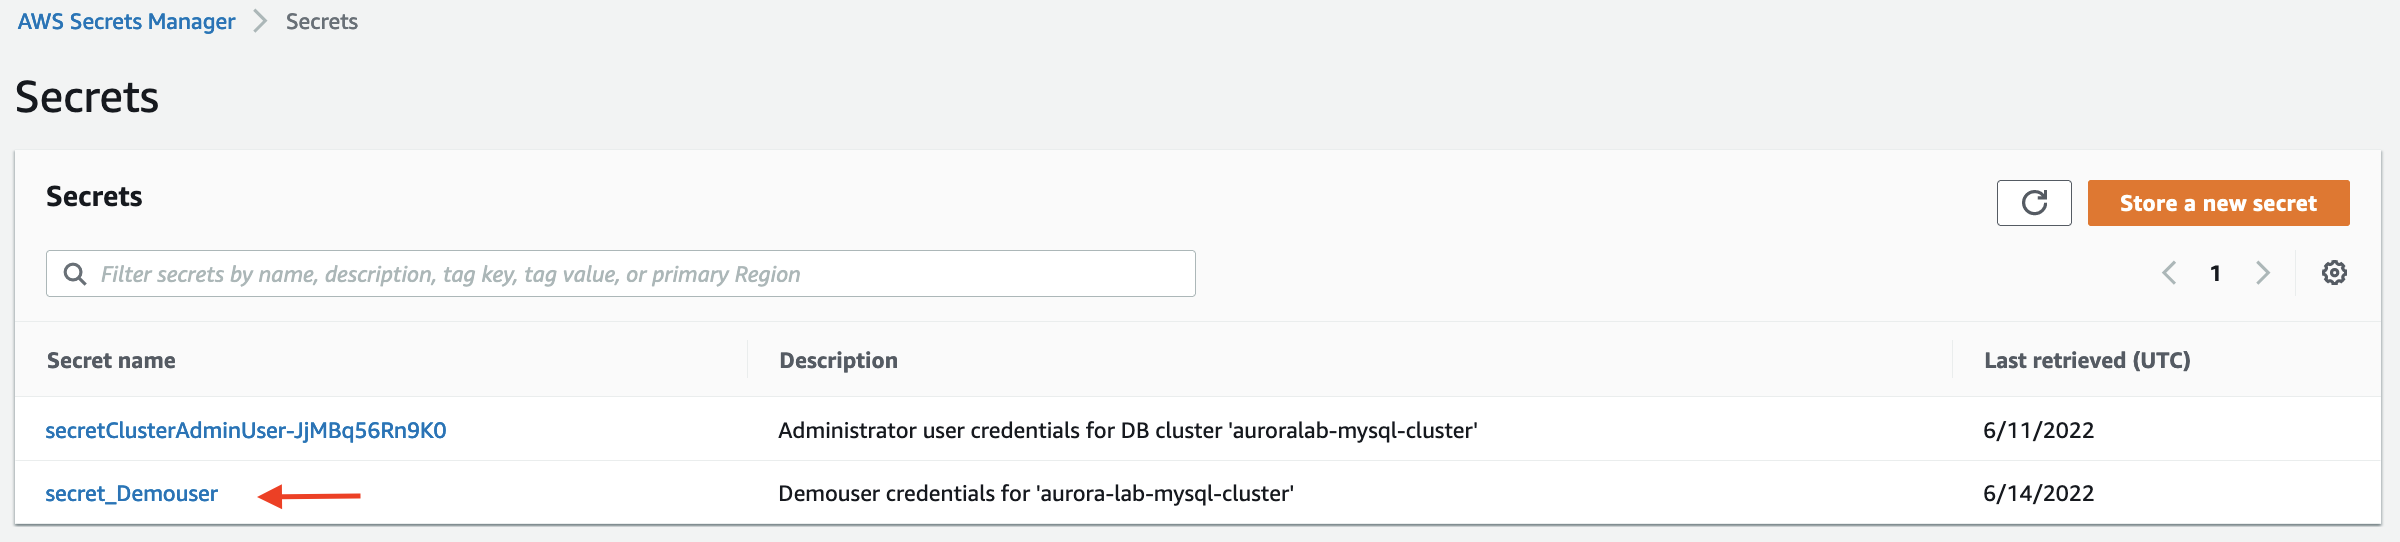 AWS Secrets Manager > Secrets
Secrets
Secrets
Store a new secret
Filter secrets by name, description, tag key, tag value, or primary Region
1
Secret name Description Last retrieved (UTC)
secretClusterAdminUser-JjMBq56Rn9K0 Administrator user credentials for DB cluster 'auroralab-mysql-cluster' 6/11/2022
secret_Demouser Demouser credentials for 'aurora-lab-mysql-cluster' 6/14/2022